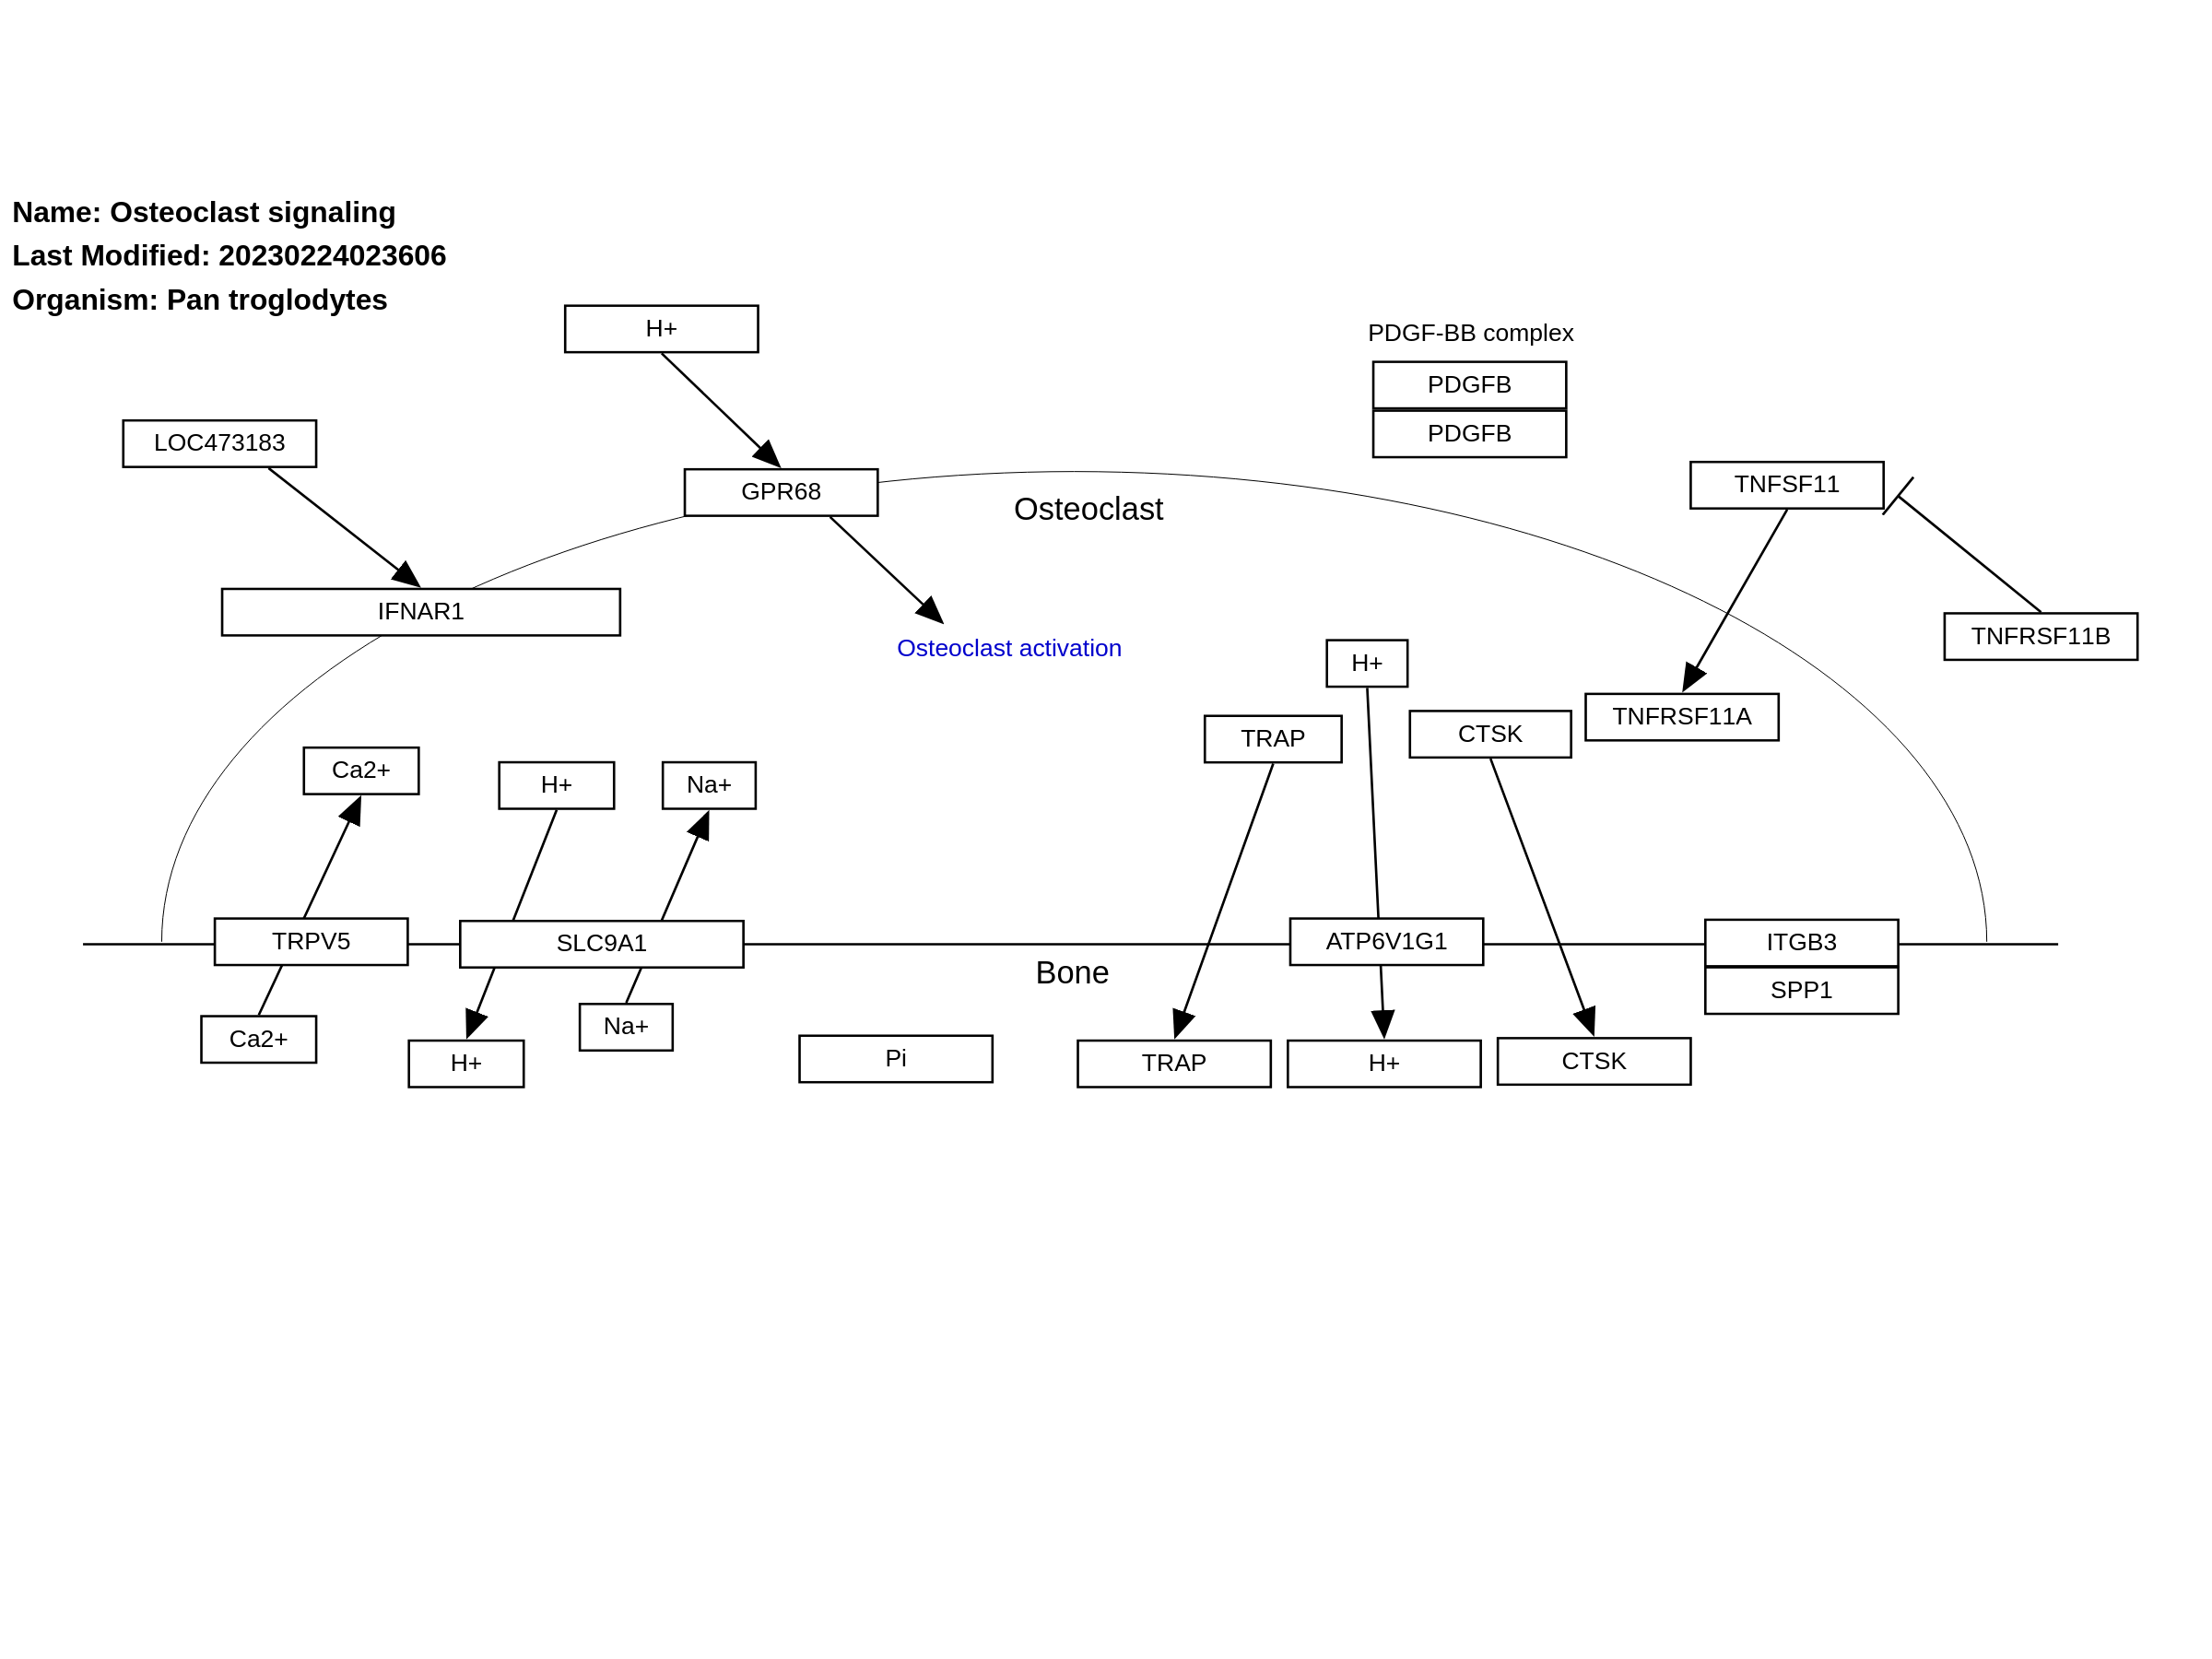 Name: Osteoclast signaling
Last Modified: 20230224023606
Organism: Pan troglodytes
H+
PDGF-BB complex
PDGFB
PDGFB
LOC473183
TNFSF11
GPR68
Osteoclast
IFNAR1
TNFRSF11B
Osteoclast activation
H+
TNFRSF11A
TRAP
CTSK
Ca2+
H+
Na+
TRPV5
SLC9A1
ATP6V1G1
ITGB3
Bone
SPP1
Ca2+
Na+
H+
Pi
TRAP
H+
CTSK